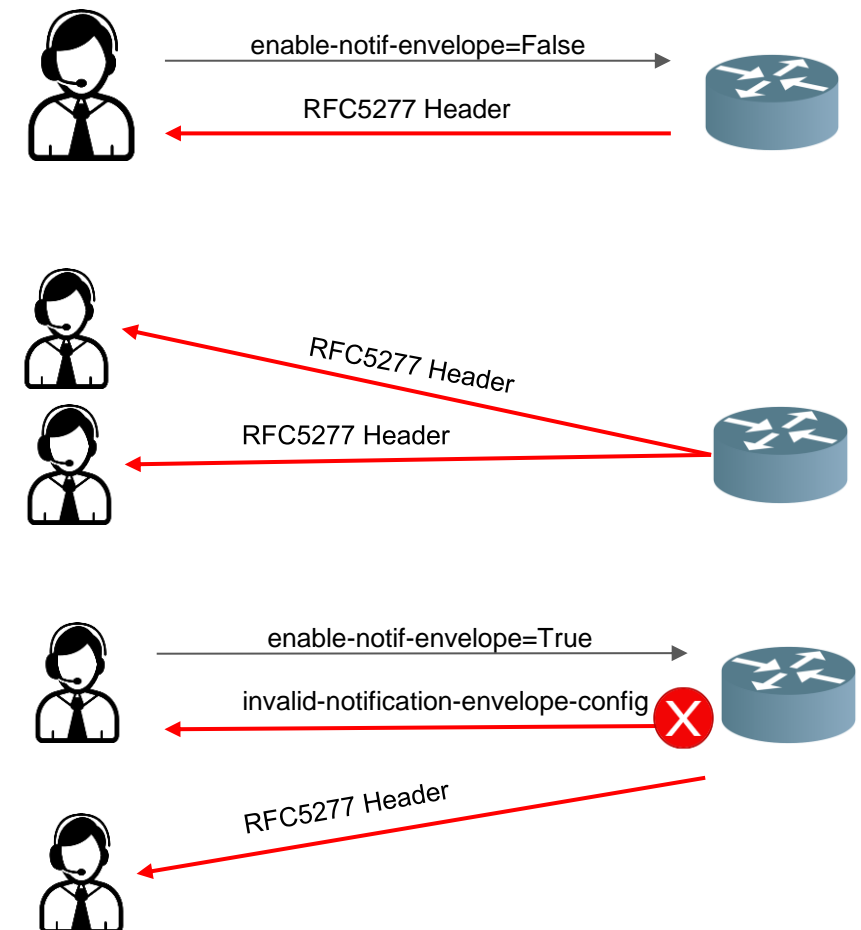 enable-notif-envelope=False
RFC5277 Header
RFC5277 Header
RFC5277 Header
enable-notif-envelope=True
invalid-notification-envelope-config
X
RFC5277 Header